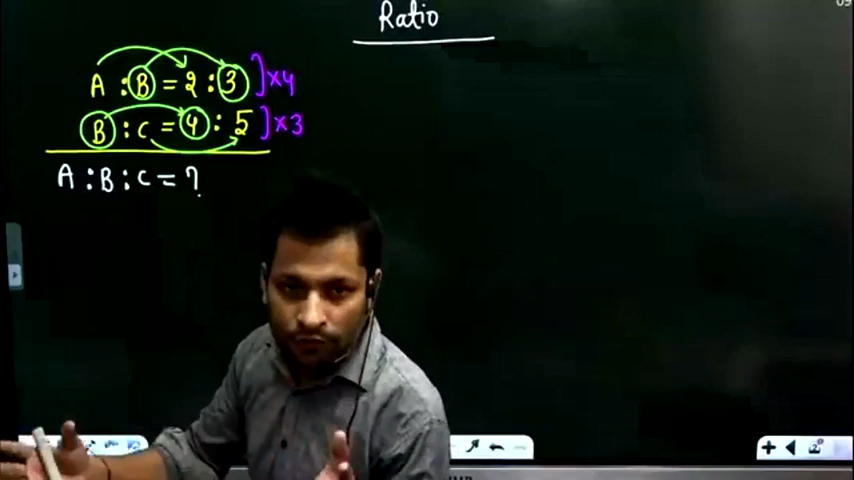 Ratio
A : B = 2 : 3 ] ×4
B : C = 4 : 5 ] ×3
A : B : C = ?